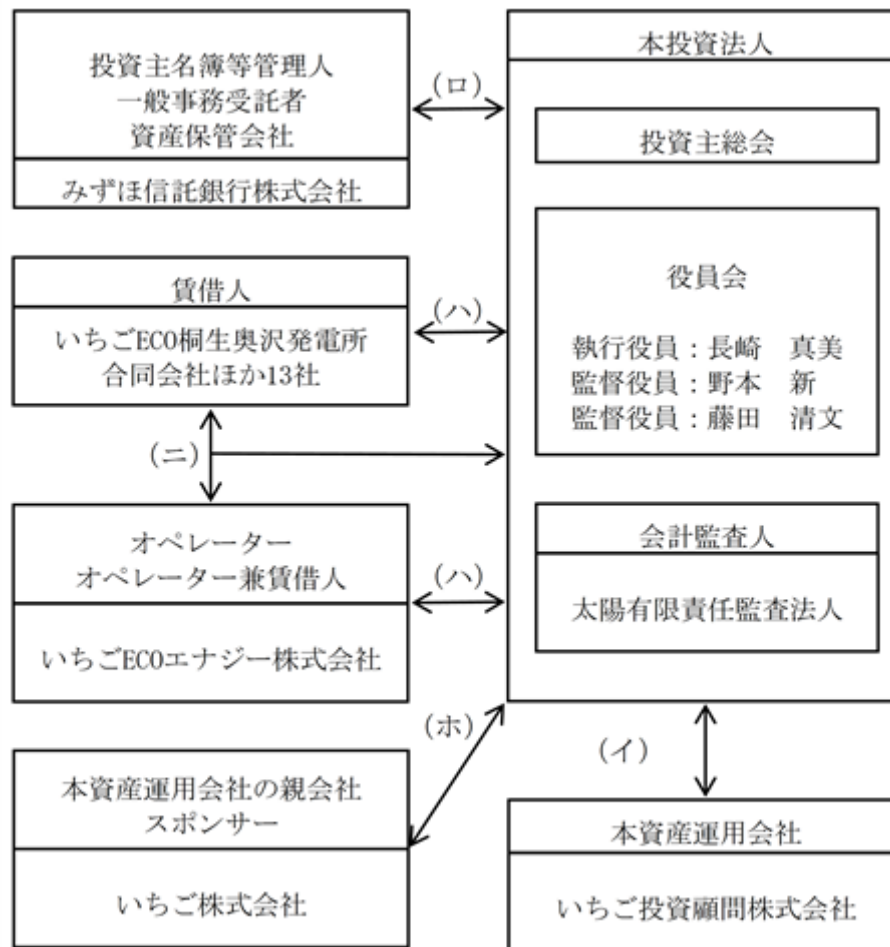 投資主名簿等管理人
一般事務受託者
資産保管会社
みずほ信託銀行株式会社
(ロ)
本投資法人
投資主総会
役員会
執行役員：長崎　真美
監督役員：野本　新
監督役員：藤田　清文
賃借人
いちごECO桐生奥沢発電所
合同会社ほか13社
(ハ)
(ニ)
オペレーター
オペレーター兼賃借人
いちごECOエナジー株式会社
(ハ)
会計監査人
太陽有限責任監査法人
(ホ)
(イ)
本資産運用会社の親会社
スポンサー
いちご株式会社
本資産運用会社
いちご投資顧問株式会社